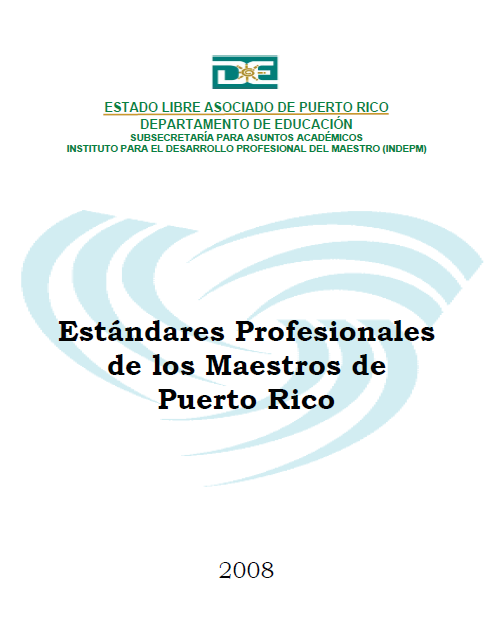 DE
ESTADO LIBRE ASOCIADO DE PUERTO RICO
DEPARTAMENTO DE EDUCACIÓN
SUBSECRETARÍA PARA ASUNTOS ACADÉMICOS
INSTITUTO PARA EL DESARROLLO PROFESIONAL DEL MAESTRO (INDEPM)
Estándares Profesionales
de los Maestros de
Puerto Rico
2008